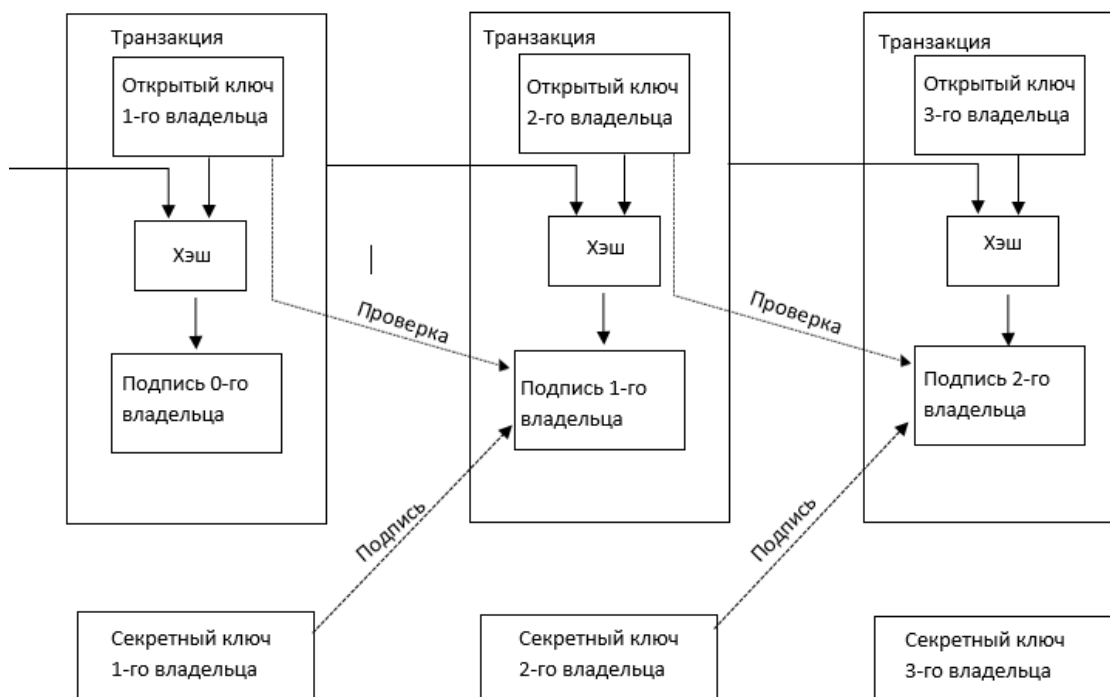 Транзакция
Открытый ключ
1-го владельца
Хэш
Подпись 0-го
владельца
Транзакция
Открытый ключ
2-го владельца
Хэш
Проверка
Подпись 1-го
владельца
Подпись
Транзакция
Открытый ключ
3-го владельца
Хэш
Проверка
Подпись 2-го
владельца
Подпись
Секретный ключ
1-го владельца
Секретный ключ
2-го владельца
Секретный ключ
3-го владельца